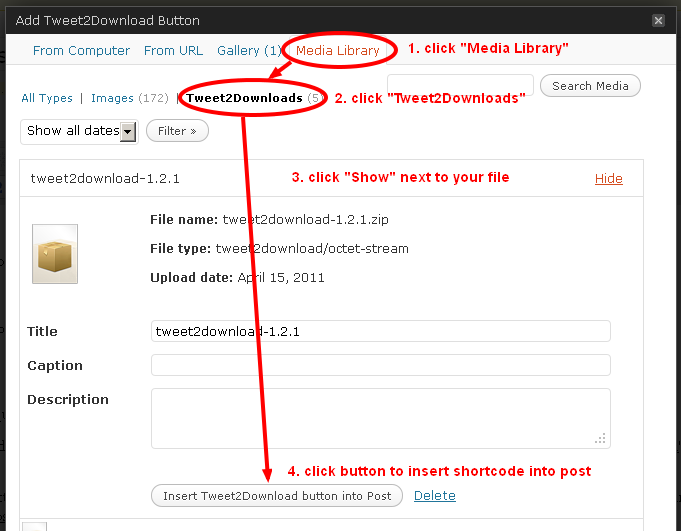 Add Tweet2Download Button
From Computer From URL Gallery (1) Media Library 1. click "Media Library"
All Types | Images (172) | Tweet2Downloads (5) 2. click "Tweet2Downloads" Search Media
Show all dates Filter »
tweet2download-1.2.1 3. click "Show" next to your file Hide
File name: tweet2download-1.2.1.zip
File type: tweet2download/octet-stream
Upload date: April 15, 2011
Title tweet2download-1.2.1
Caption
Description
4. click button to insert shortcode into post
Insert Tweet2Download button into Post Delete